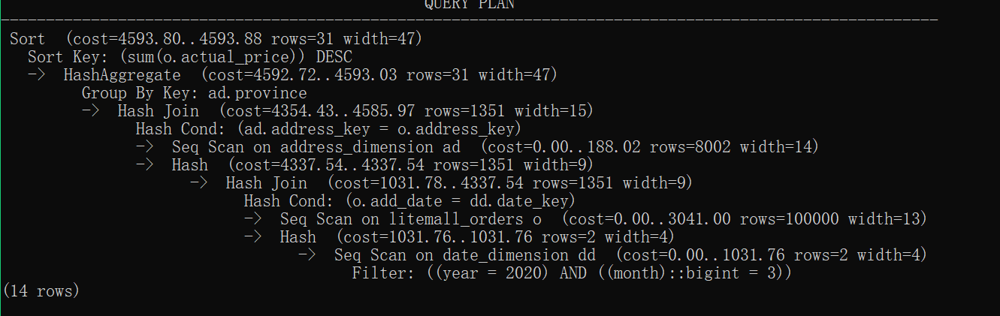 QUERY PLAN
---------------------------------------------------------------------------------------------------------
Sort  (cost=4593.80..4593.88 rows=31 width=47)
  Sort Key: (sum(o.actual_price)) DESC
  ->  HashAggregate  (cost=4592.72..4593.03 rows=31 width=47)
        Group By Key: ad.province
        ->  Hash Join  (cost=4354.43..4585.97 rows=1351 width=15)
              Hash Cond: (ad.address_key = o.address_key)
              ->  Seq Scan on address_dimension ad  (cost=0.00..188.02 rows=8002 width=14)
              ->  Hash  (cost=4337.54..4337.54 rows=1351 width=9)
                    ->  Hash Join  (cost=1031.78..4337.54 rows=1351 width=9)
                          Hash Cond: (o.add_date = dd.date_key)
                          ->  Seq Scan on litemall_orders o  (cost=0.00..3041.00 rows=100000 width=13)
                          ->  Hash  (cost=1031.76..1031.76 rows=2 width=4)
                                ->  Seq Scan on date_dimension dd  (cost=0.00..1031.76 rows=2 width=4)
                                      Filter: ((year = 2020) AND ((month)::bigint = 3))
(14 rows)